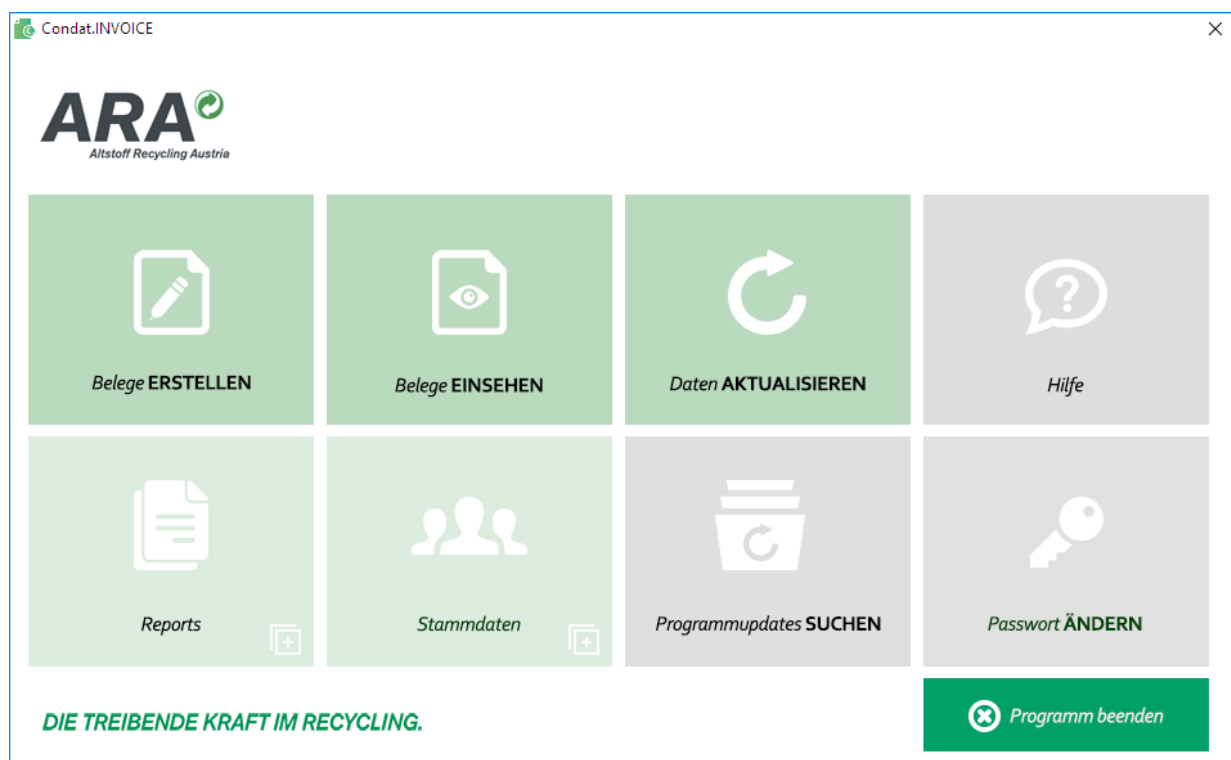 Condat.INVOICE
ARA
Altstoff Recycling Austria
Belege ERSTELLEN
Belege EINSEHEN
Daten AKTUALISIEREN
Hilfe
Reports
Stammdaten
Programmupdates SUCHEN
Passwort ÄNDERN
DIE TREIBENDE KRAFT IM RECYCLING.
Programm beenden